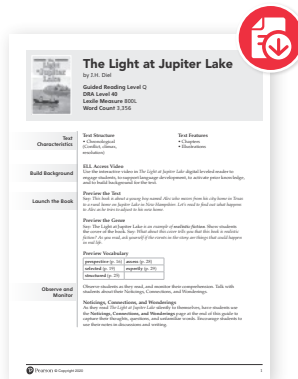 The Light at Jupiter Lake
by J.H. Diel
Guided Reading Level Q
DRA Level 40
Lexile Measure 800L
Word Count 3,356
Text
Characteristics
Text Structure
• Chronological
(Conflict, climax,
resolution)
Text Features
• Chapters
• Illustrations
Build Background
ELL Access Video
Use the interactive video in The Light at Jupiter Lake digital leveled reader to
engage students, to support language development, to activate prior knowledge,
and to build background for the text.
Launch the Book
Preview the Text
Say: This book is about a young boy named Alex who moves from his city home in Texas
to a rural home on Jupiter Lake in New Hampshire. Let's read to find out what happens
to Alex as he tries to adjust to his new home.
Preview the Genre
Say: The Light at Jupiter Lake is an example of realistic fiction. Show students
the cover of the book. Say: What about this cover tells you that this book is realistic
fiction? As you read, ask yourself if the events in the story are things that could happen
in real life.
Preview Vocabulary
perspective (p. 16) access (p. 28)
selected (p. 19) expertly (p. 29)
structured (p. 29)
Observe and
Monitor
Observe students as they read, and monitor their comprehension. Talk with
students about their Noticings, Connections, and Wonderings.
Noticings, Connections, and Wonderings
As they read The Light at Jupiter Lake silently to themselves, have students use
the Noticings, Connections, and Wonderings page at the end of this guide to
capture their thoughts, questions, and unfamiliar words. Encourage students to
use their notes in discussions and writing.
Pearson © Copyright 2020
1